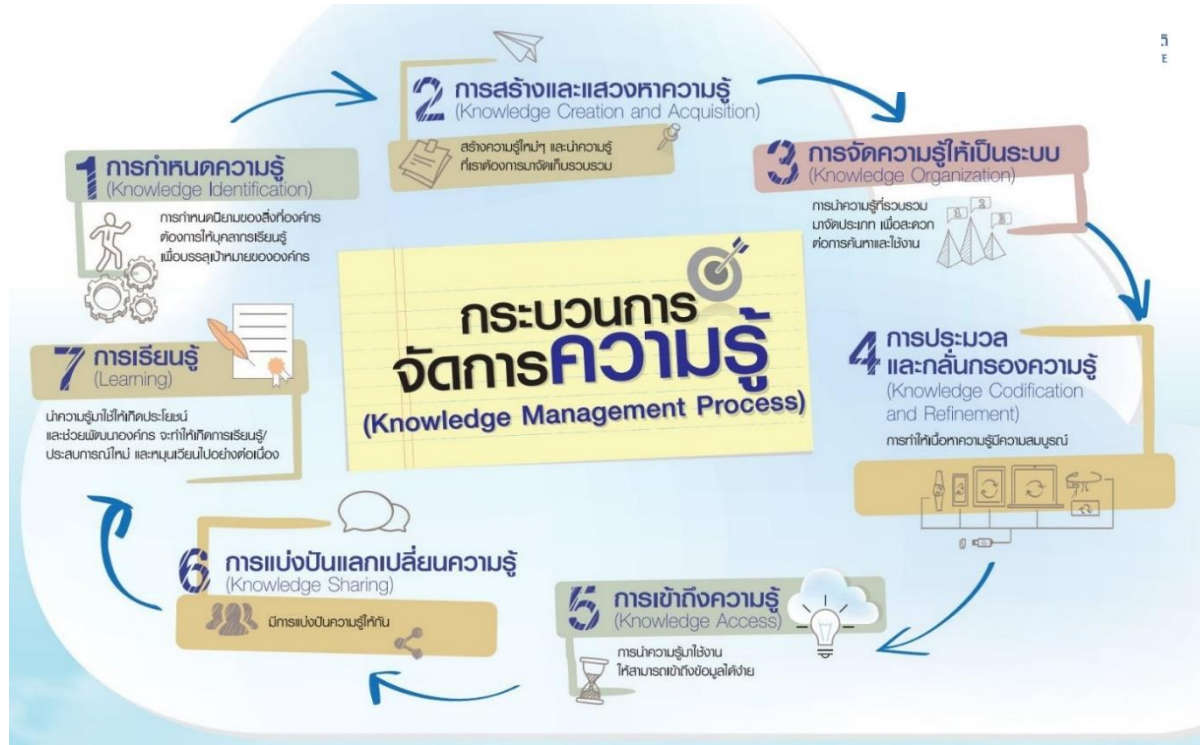 กระบวนการ
จัดการความรู้
(Knowledge Management Process)
1 การกำหนดความรู้
(Knowledge Identification)
การกำหนดนิยามของสิ่งที่องค์กร
ต้องการให้บุคลากรเรียนรู้
เพื่อบรรลุเป้าหมายขององค์กร
2 การสร้างและแสวงหาความรู้
(Knowledge Creation and Acquisition)
สร้างความรู้ใหม่ๆ และนำความรู้
ที่เราต้องการมาจัดเก็บรวบรวม
3 การจัดความรู้ให้เป็นระบบ
(Knowledge Organization)
การนำความรู้ที่รวบรวม
มาจัดประเภท เพื่อสะดวก
ต่อการค้นหาและใช้งาน
1 2 3
4 การประมวล
และกลั่นกรองความรู้
(Knowledge Codification
and Refinement)
การทำให้เนื้อหาความรู้มีความสมบูรณ์
5 การเข้าถึงความรู้
(Knowledge Access)
การนำความรู้มาใช้งาน
ให้สามารถเข้าถึงข้อมูลได้ง่าย
6 การแบ่งปันแลกเปลี่ยนความรู้
(Knowledge Sharing)
มีการแบ่งปันความรู้ให้กัน
7 การเรียนรู้
(Learning)
นำความรู้มาใช้ให้เกิดประโยชน์
และช่วยพัฒนาองค์กร จะทำให้เกิดการเรียนรู้/
ประสบการณ์ใหม่ และหมุนเวียนไปอย่างต่อเนื่อง